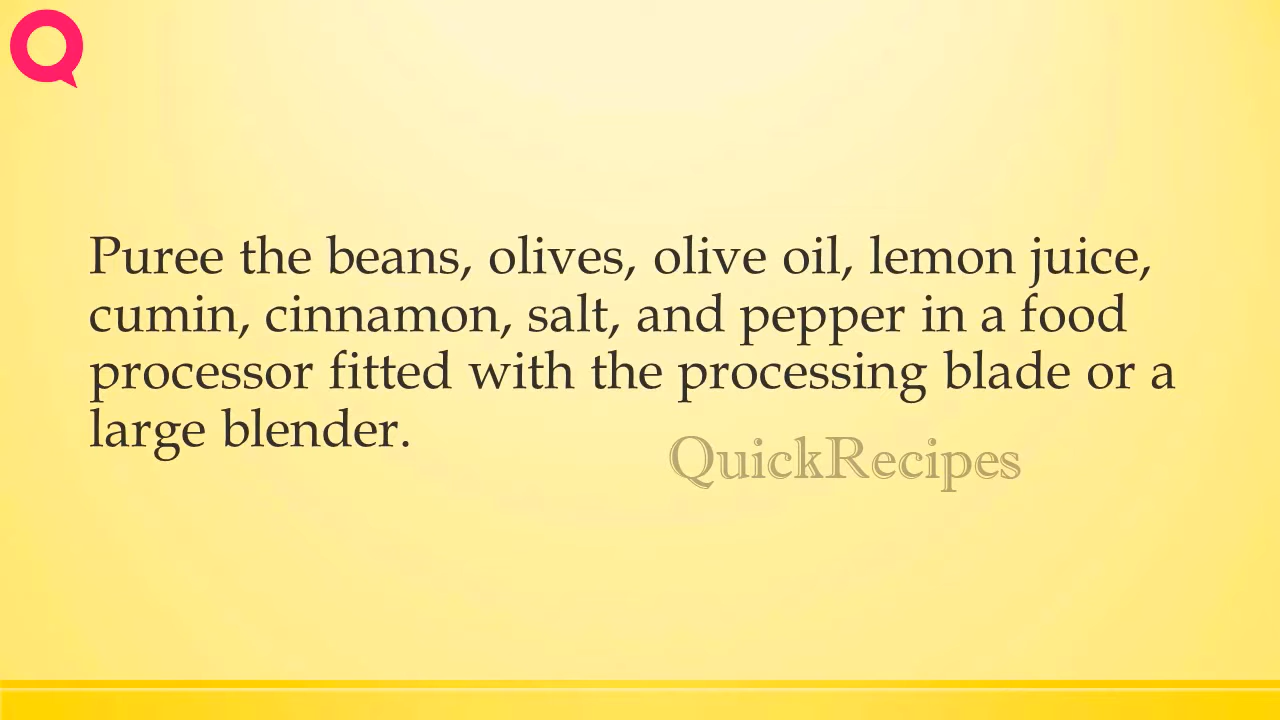 Puree the beans, olives, olive oil, lemon juice,
cumin, cinnamon, salt, and pepper in a food
processor fitted with the processing blade or a
large blender.
QuickRecipes